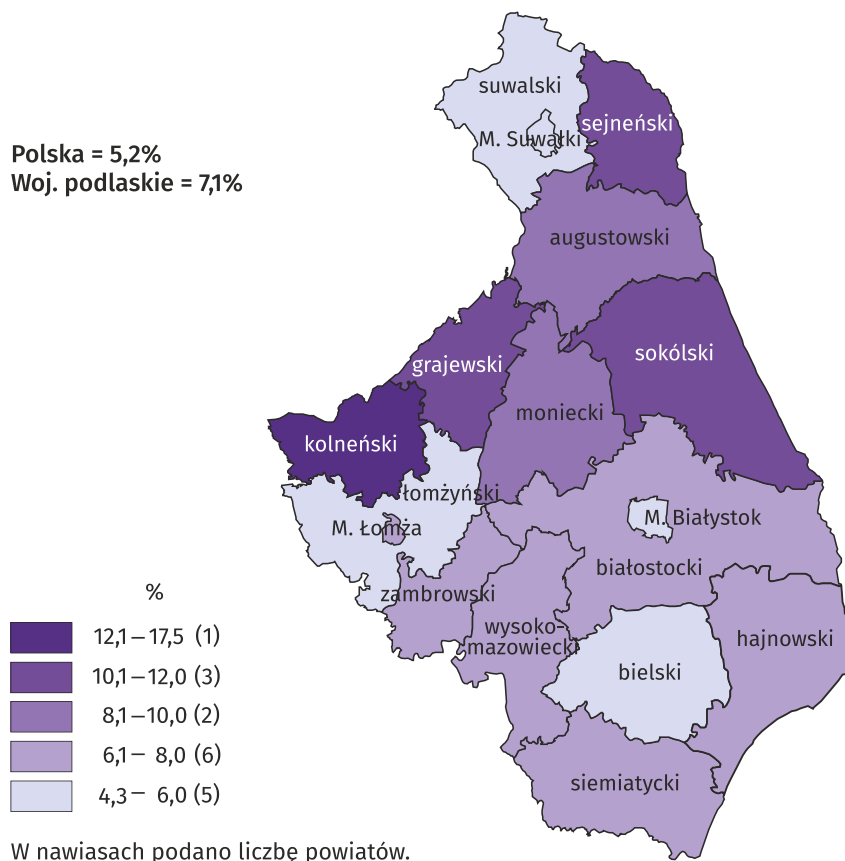 suwalski
M. Suwałki
sejneński
Polska = 5,2%
Woj. podlaskie = 7,1%
augustowski
sokólski
grajewski
moniecki
kolneński
łomżyński
M. Łomża
M. Białystok
białostocki
zambrowski
wysoko-
mazowiecki
hajnowski
bielski
siemiatycki
%
12,1–17,5 (1)
10,1–12,0 (3)
8,1–10,0 (2)
6,1– 8,0 (6)
4,3– 6,0 (5)
W nawiasach podano liczbę powiatów.